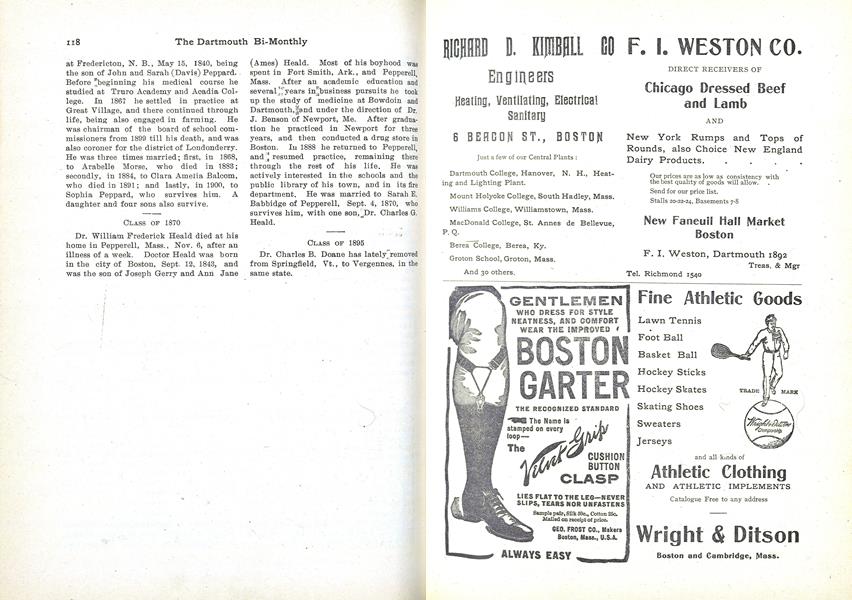 118 The Dartmouth Bi-Monthly
at Fredericton, N. B., May 15, 1840, being
the son of John and Sarah (Davis) Peppard.
Before beginning his medical course he
studied at Truro Academy and Acadia Col-
lege. In 1867 he settled in practice at
Great Village, and there continued through
life, being also engaged in farming. He
was chairman of the board of school com-
missioners from 1899 till his death, and was
also coroner for the district of Londonderry.
He was three times married; first, in 1868,
to Arabelle Morse, who died in 1883;
secondly, in 1884, to Clara Amelia Balcom,
who died in 1891; and lastly, in 1900, to
Sophia Peppard, who survives him. A
daughter and four sons also survive.
CLASS OF 1870
Dr. William Frederick Heald died at his
home in Pepperell, Mass., Nov. 6, after an
illness of a week. Doctor Heald was born
in the city of Boston, Sept. 12, 1843, and
was the son of Joseph Gerry and Ann Jane
(Ames) Heald. Most of his boyhood was
spent in Fort Smith, Ark., and Pepperell,
Mass. After an academic education and
several years in business pursuits he took
up the study of medicine at Bowdoin and
Dartmouth, and under the direction of Dr.
J. Benson of Newport, Me. After gradua-
tion he practiced in Newport for three
years, and then conducted a drug store in
Boston. In 1888 he returned to Pepperell,
and resumed practice, remaining there
through the rest of his life. He was
actively interested in the schools and the
public library of his town, and in its fire
department. He was married to Sarah E.
Babbidge of Pepperell, Sept. 4, 1870, who
survives him, with one son, Dr. Charles G.
Heald.
CLASS OF 1895
Dr. Charles B. Doane has lately removed
from Springfield, Vt., to Vergennes, in the
same state.
RICHARD D. KIMBALL CO
Engineers
Heating, Ventilating, Electrical
Sanitary
6 BEACON ST., BOSTON
Just a few of our Central Plants:
Dartmouth College, Hanover, N. H., Heat-
ing and Lighting Plant.
Mount Holyoke College, South Hadley, Mass.
Williams College, Williamstown, Mass.
MacDonald College, St. Annes de Bellevue,
P. Q.
Berea College, Berea, Ky.
Groton School, Groton, Mass.
And 30 others.
F. I. WESTON CO.
DIRECT RECEIVERS OF
Chicago Dressed Beef
and Lamb
AND
New York Rumps and Tops of
Rounds, also Choice New England
Dairy Products. . . . .
Our prices are as low as consistency with
the best quality of goods will allow. .
Send for our price list.
Stalls 20-22-24, Basements 7-8
New Faneuil Hall Market
Boston
F. I. Weston, Dartmouth 1892
Treas. & Mgr
Tel. Richmond 1540
GENTLEMEN
WHO DRESS FOR STYLE
NEATNESS, AND COMFORT
WEAR THE IMPROVED
BOSTON
GARTER
THE RECOGNIZED STANDARD
The Name is
stamped on every
loop—
The
Velvet Grip
CUSHION
BUTTON
CLASP
LIES FLAT TO THE LEG—NEVER
SLIPS, TEARS NOR UNFASTENS
Sample pair, Silk 50c., Cotton 25c.
Mailed on receipt of price.
GEO. FROST CO., Makers
Boston, Mass., U.S.A.
ALWAYS EASY
Fine Athletic Goods
Lawn Tennis
Foot Ball
Basket Ball
Hockey Sticks
Hockey Skates
Skating Shoes
Sweaters
Jerseys
TRADE MARK
Wright & Ditson
and all kinds of
Athletic Clothing
AND ATHLETIC IMPLEMENTS
Catalogue Free to any address
Wright & Ditson
Boston and Cambridge, Mass.